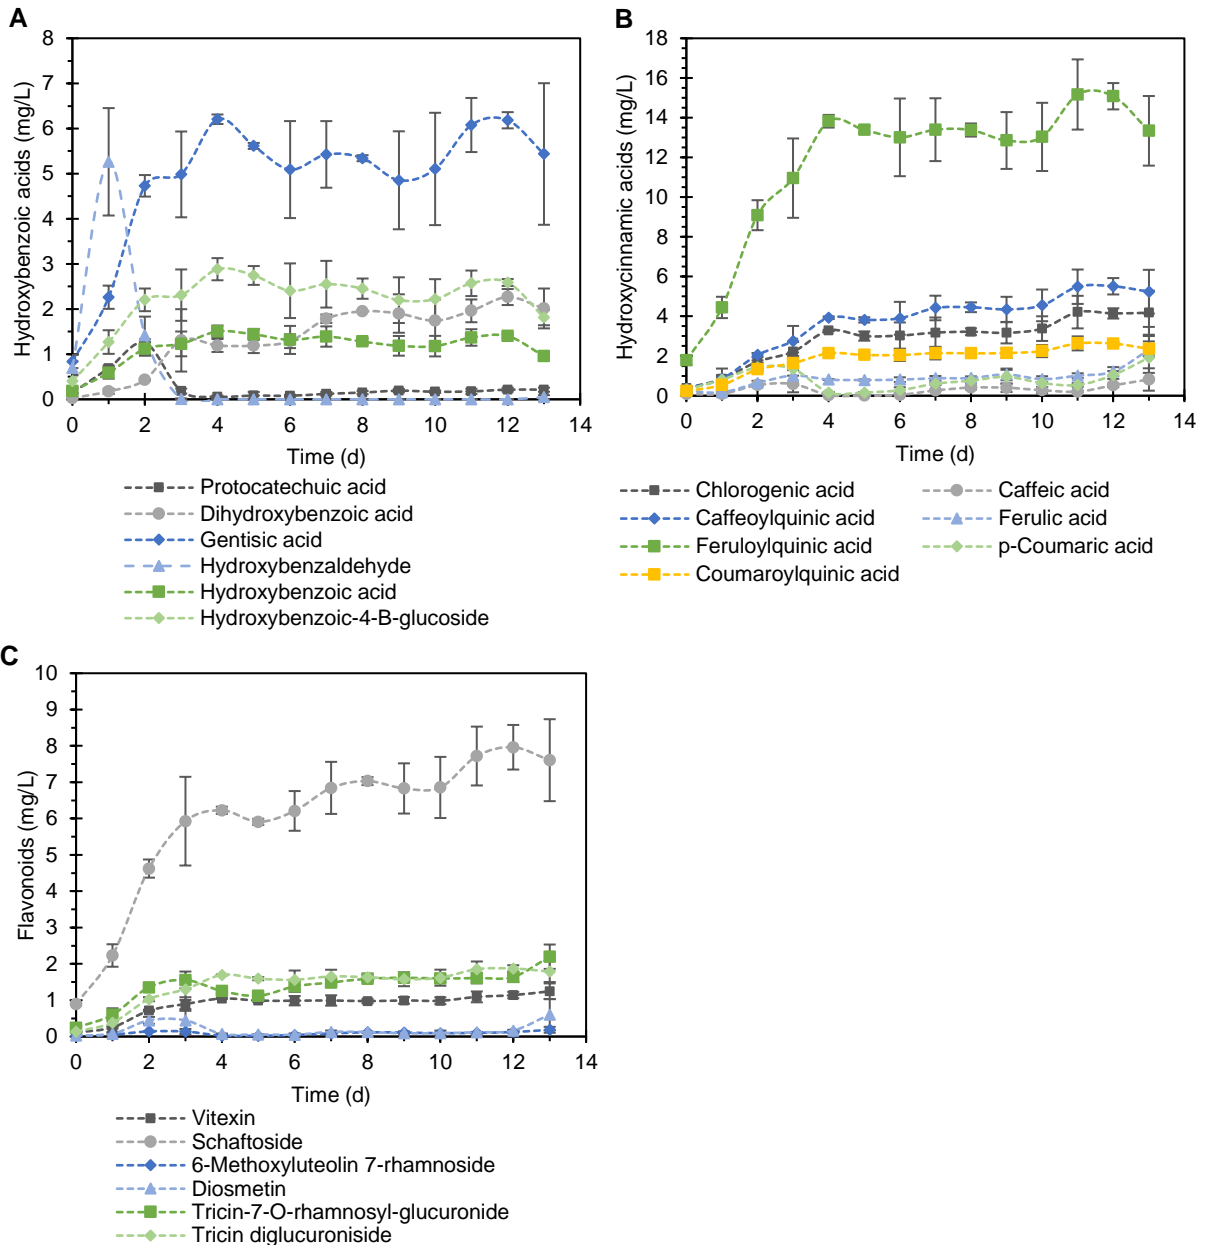 A
Hydroxybenzoic acids (mg/L)
8
7
6
5
4
3
2
1
0
0 2 4 6 8 10 12 14
Time (d)
Protocatechuic acid
Dihydroxybenzoic acid
Gentisic acid
Hydroxybenzaldehyde
Hydroxybenzoic acid
Hydroxybenzoic-4-B-glucoside
B
Hydroxycinnamic acids (mg/L)
18
16
14
12
10
8
6
4
2
0
0 2 4 6 8 10 12 14
Time (d)
Chlorogenic acid
Caffeoylquinic acid
Feruloylquinic acid
Coumaroylquinic acid
Caffeic acid
Ferulic acid
p-Coumaric acid
C
Flavonoids (mg/L)
10
9
8
7
6
5
4
3
2
1
0
0 2 4 6 8 10 12 14
Time (d)
Vitexin
Schaftoside
6-Methoxyluteolin 7-rhamnoside
Diosmetin
Tricin-7-O-rhamnosyl-glucuronide
Tricin diglucuroniside